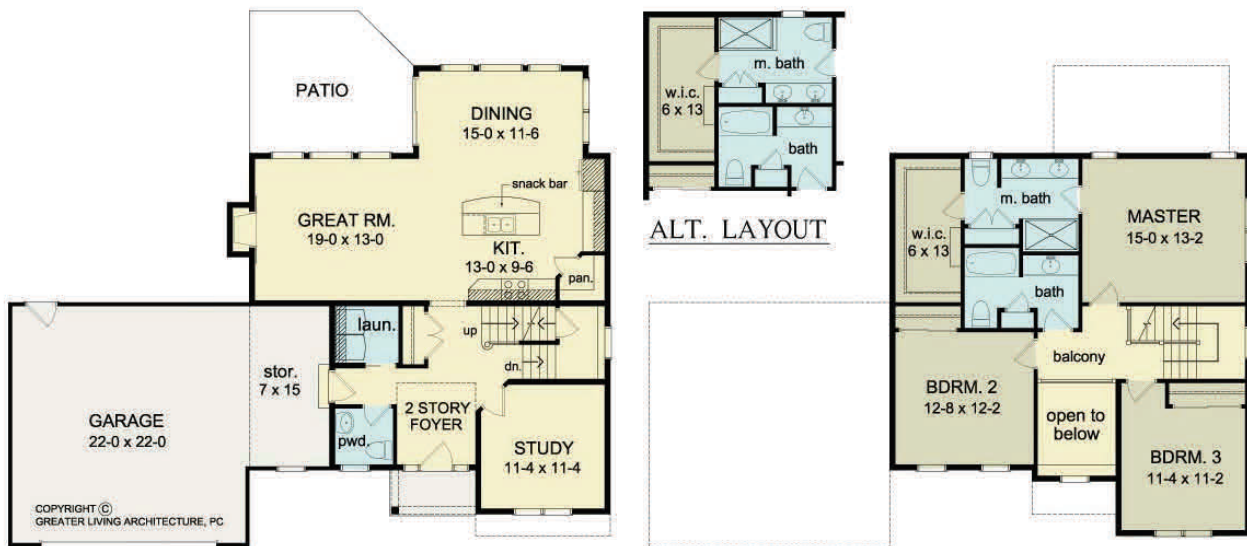 PATIO
DINING
15-0 x 11-6
snack bar
GREAT RM.
19-0 x 13-0
KIT.
13-0 x 9-6
pan.
laun.
up
dn.
stor.
7 x 15
GARAGE
22-0 x 22-0
2 STORY
FOYER
pwd.
STUDY
11-4 x 11-4
COPYRIGHT ©
GREATER LIVING ARCHITECTURE, PC
m. bath
w.i.c.
6 x 13
bath
ALT. LAYOUT
m. bath
MASTER
15-0 x 13-2
w.i.c.
6 x 13
bath
balcony
BDRM. 2
12-8 x 12-2
open to
below
BDRM. 3
11-4 x 11-2